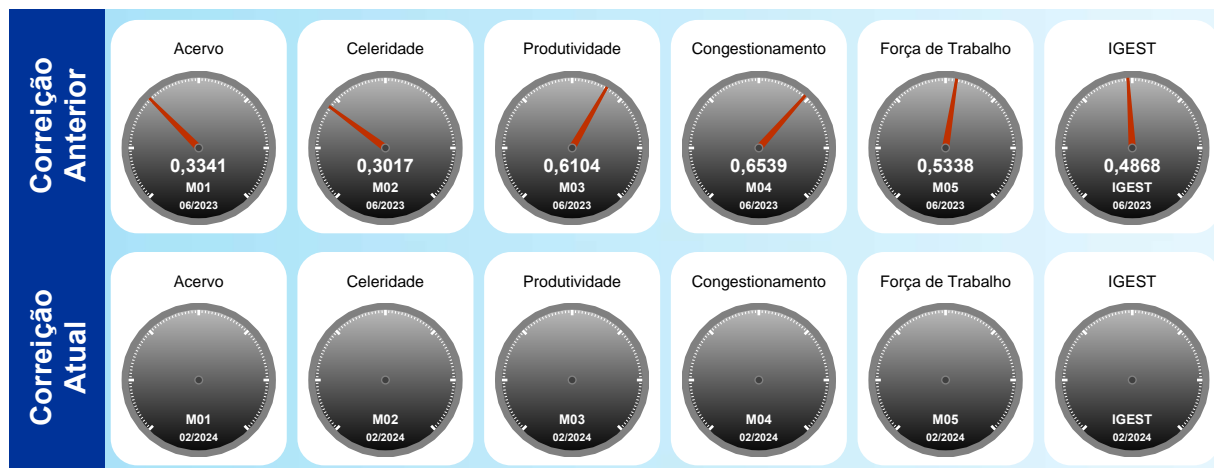 Correição
Anterior
Acervo
0,3341
M01
06/2023
Celeridade
0,3017
M02
06/2023
Produtividade
0,6104
M03
06/2023
Congestionamento
0,6539
M04
06/2023
Força de Trabalho
0,5338
M05
06/2023
IGEST
0,4868
IGEST
06/2023
Correição
Atual
Acervo
M01
02/2024
Celeridade
M02
02/2024
Produtividade
M03
02/2024
Congestionamento
M04
02/2024
Força de Trabalho
M05
02/2024
IGEST
IGEST
02/2024